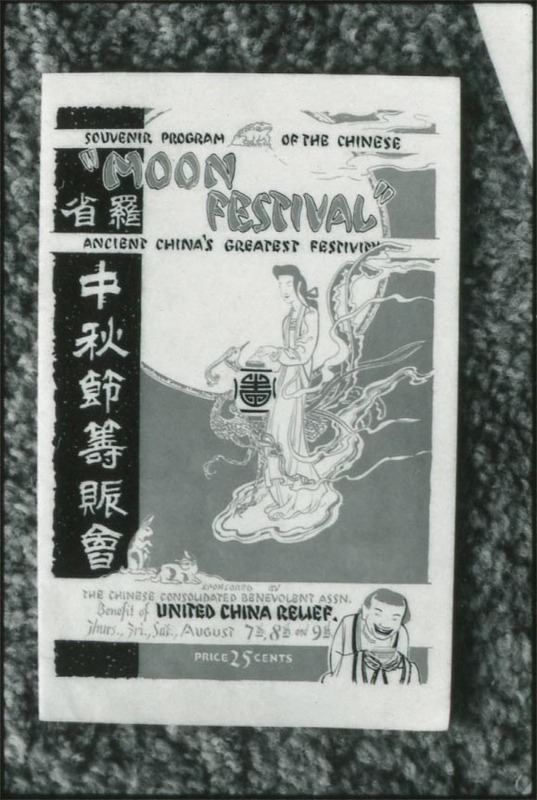 SOUVENIR PROGRAM OF THE CHINESE
"MOON
FESTIVAL"
省羅
ANCIENT CHINA'S GREATEST FESTIVITY
中秋節籌賑會
SPONSORED BY
THE CHINESE CONSOLIDATED BENEVOLENT ASSN.
Benefit of UNITED CHINA RELIEF.
Thurs., Fri., Sat., AUGUST 7th, 8th and 9th.
PRICE 25 CENTS